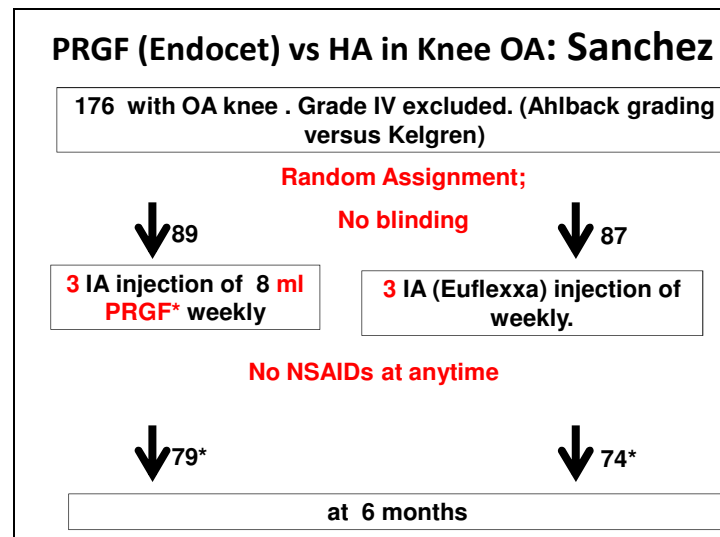 PRGF (Endocet) vs HA in Knee OA: Sanchez
176 with OA knee . Grade IV excluded. (Ahlback grading
versus Kelgren)
Random Assignment;
No blinding
89
87
3 IA injection of 8 ml
PRGF* weekly
3 IA (Euflexxa) injection of
weekly.
No NSAIDs at anytime
79*
74*
at 6 months